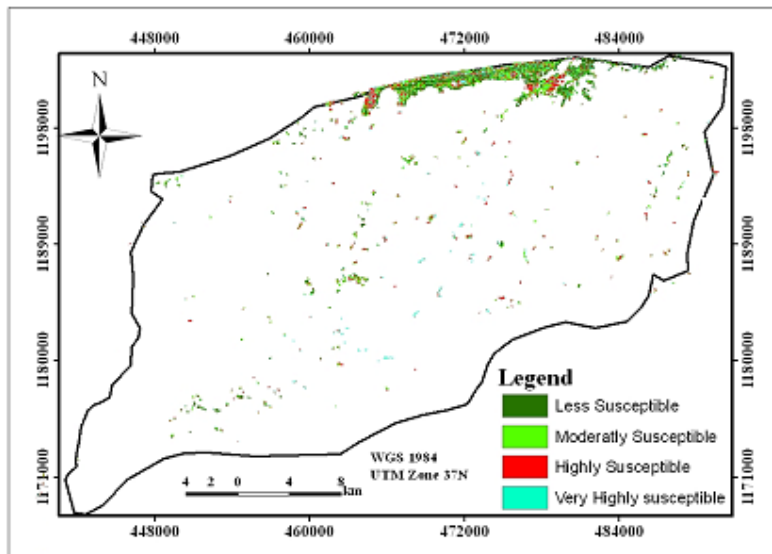 448000 460000 472000 484000
N
1198000 1198000
1189000 1189000
1180000 1180000
1171000 1171000
Legend
Less Susceptible
Moderatly Susceptible
Highly Susceptible
Very Highly susceptible
WGS 1984
UTM Zone 37N
4 2 0 4 8
km
448000 460000 472000 484000